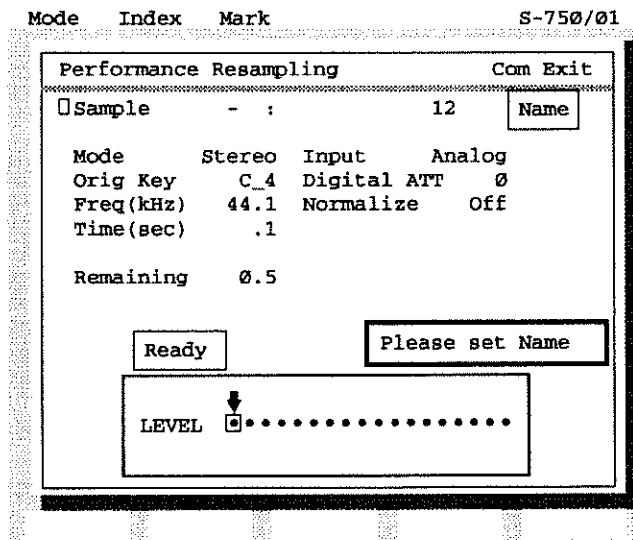 Mode Index Mark S-750/01
Performance Resampling Com Exit
Sample - : 12 Name
Mode Stereo Input Analog
Orig Key C_4 Digital ATT Ø
Freq(kHz) 44.1 Normalize Off
Time(sec) .1
Remaining Ø.5
Ready Please set Name
LEVEL